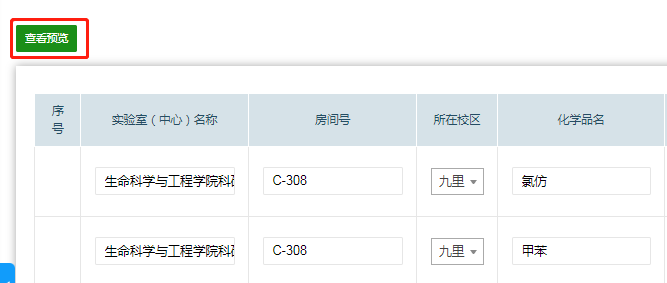 查看预览
序号 实验室（中心）名称 房间号 所在校区 化学品名
生命科学与工程学院科 C-308 九里 氯仿
生命科学与工程学院科 C-308 九里 甲苯